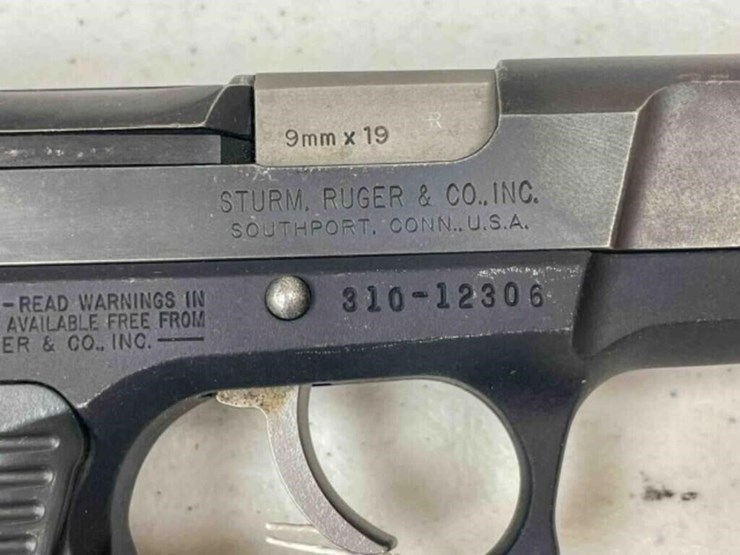 9mm x 19 R
STURM, RUGER & CO., INC.
SOUTHPORT, CONN., U.S.A.
310-12306
-READ WARNINGS IN
AVAILABLE FREE FROM
ER & CO., INC.—